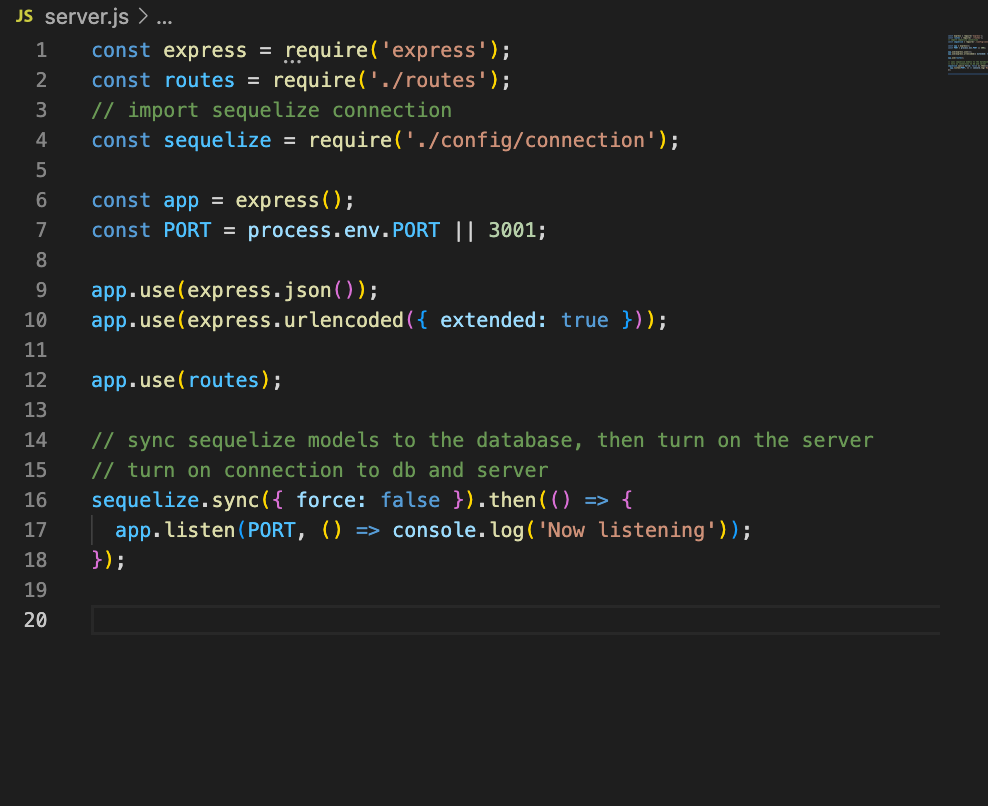 JS server.js > ...
1 const express = require('express');
2 const routes = require('./routes');
3 // import sequelize connection
4 const sequelize = require('./config/connection');
5
6 const app = express();
7 const PORT = process.env.PORT || 3001;
8
9 app.use(express.json());
10 app.use(express.urlencoded({ extended: true }));
11
12 app.use(routes);
13
14 // sync sequelize models to the database, then turn on the server
15 // turn on connection to db and server
16 sequelize.sync({ force: false }).then(() => {
17   app.listen(PORT, () => console.log('Now listening'));
18 });
19
20